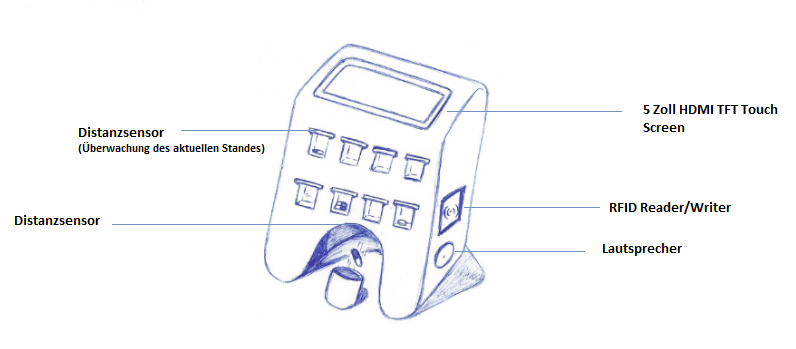 5 Zoll HDMI TFT Touch
Screen
Distanzsensor
(Überwachung des aktuellen Standes)
RFID Reader/Writer
Distanzsensor
Lautsprecher